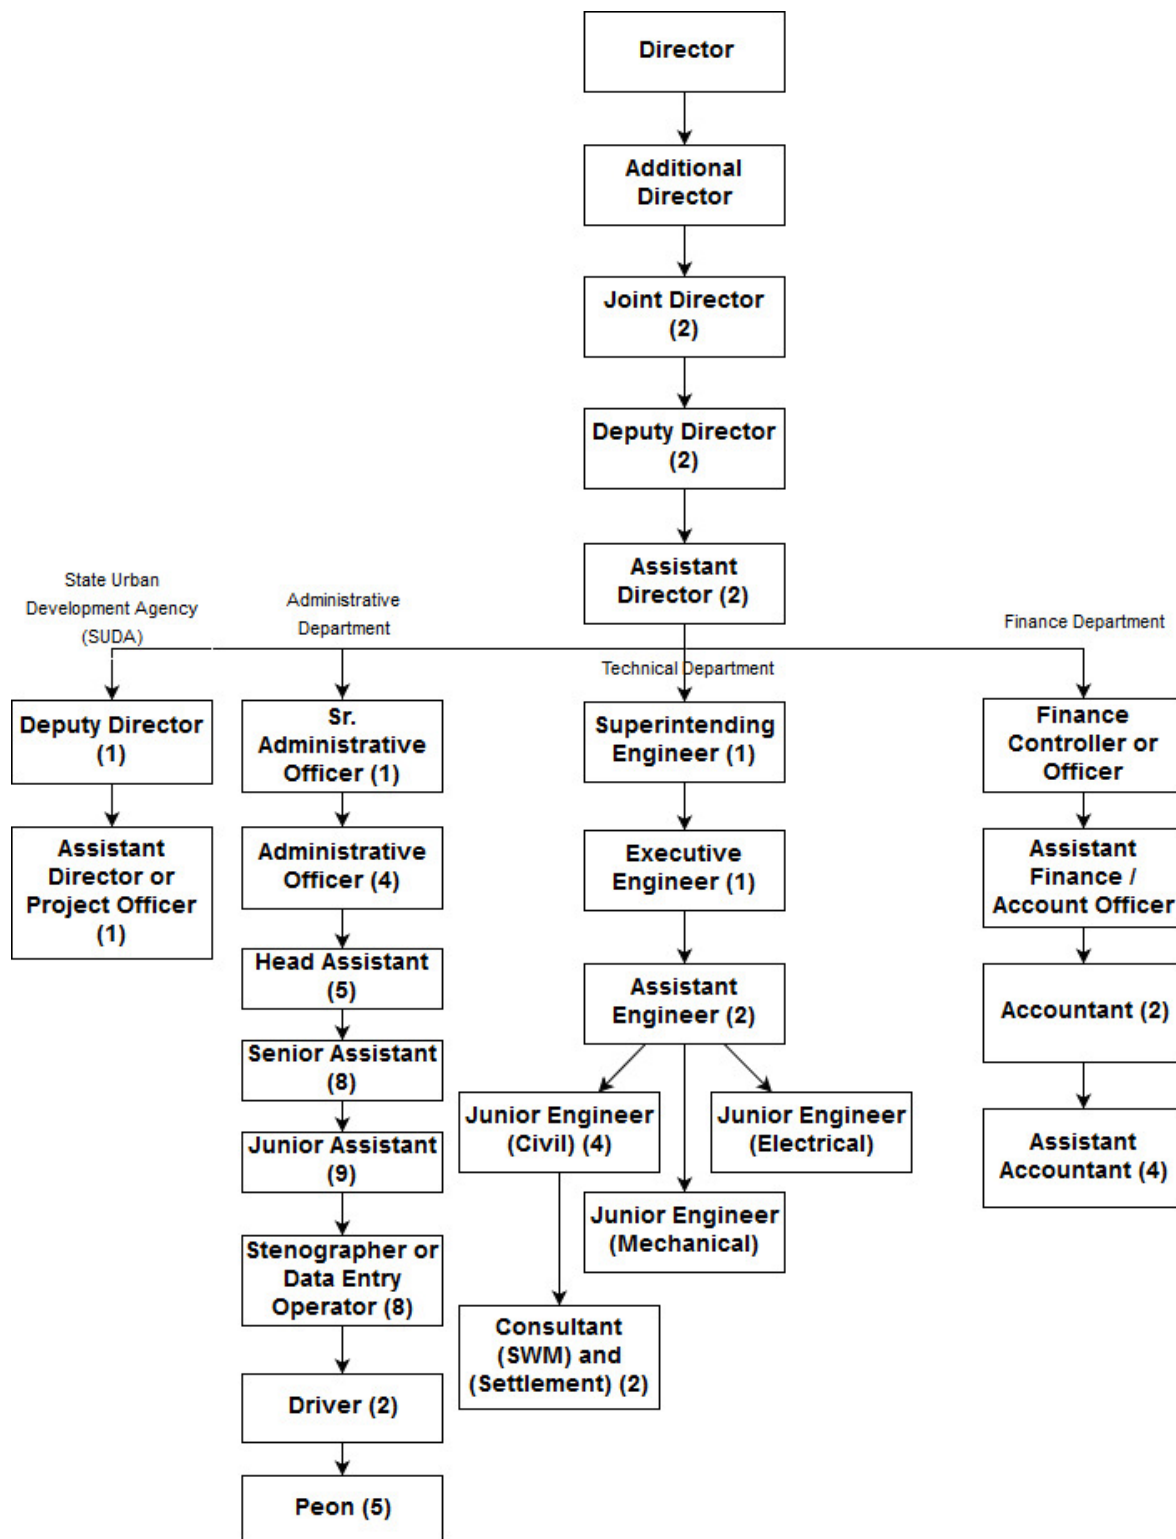 Director
Additional
Director
Joint Director
(2)
Deputy Director
(2)
Assistant
Director (2)
State Urban
Development Agency
(SUDA)
Administrative
Department
Technical Department
Finance Department
Deputy Director
(1)
Assistant
Director or
Project Officer
(1)
Sr.
Administrative
Officer (1)
Administrative
Officer (4)
Head Assistant
(5)
Senior Assistant
(8)
Junior Assistant
(9)
Stenographer or
Data Entry
Operator (8)
Driver (2)
Peon (5)
Superintending
Engineer (1)
Executive
Engineer (1)
Assistant
Engineer (2)
Junior Engineer
(Civil) (4)
Junior Engineer
(Mechanical)
Junior Engineer
(Electrical)
Consultant
(SWM) and
(Settlement) (2)
Finance
Controller or
Officer
Assistant
Finance /
Account Officer
Accountant (2)
Assistant
Accountant (4)